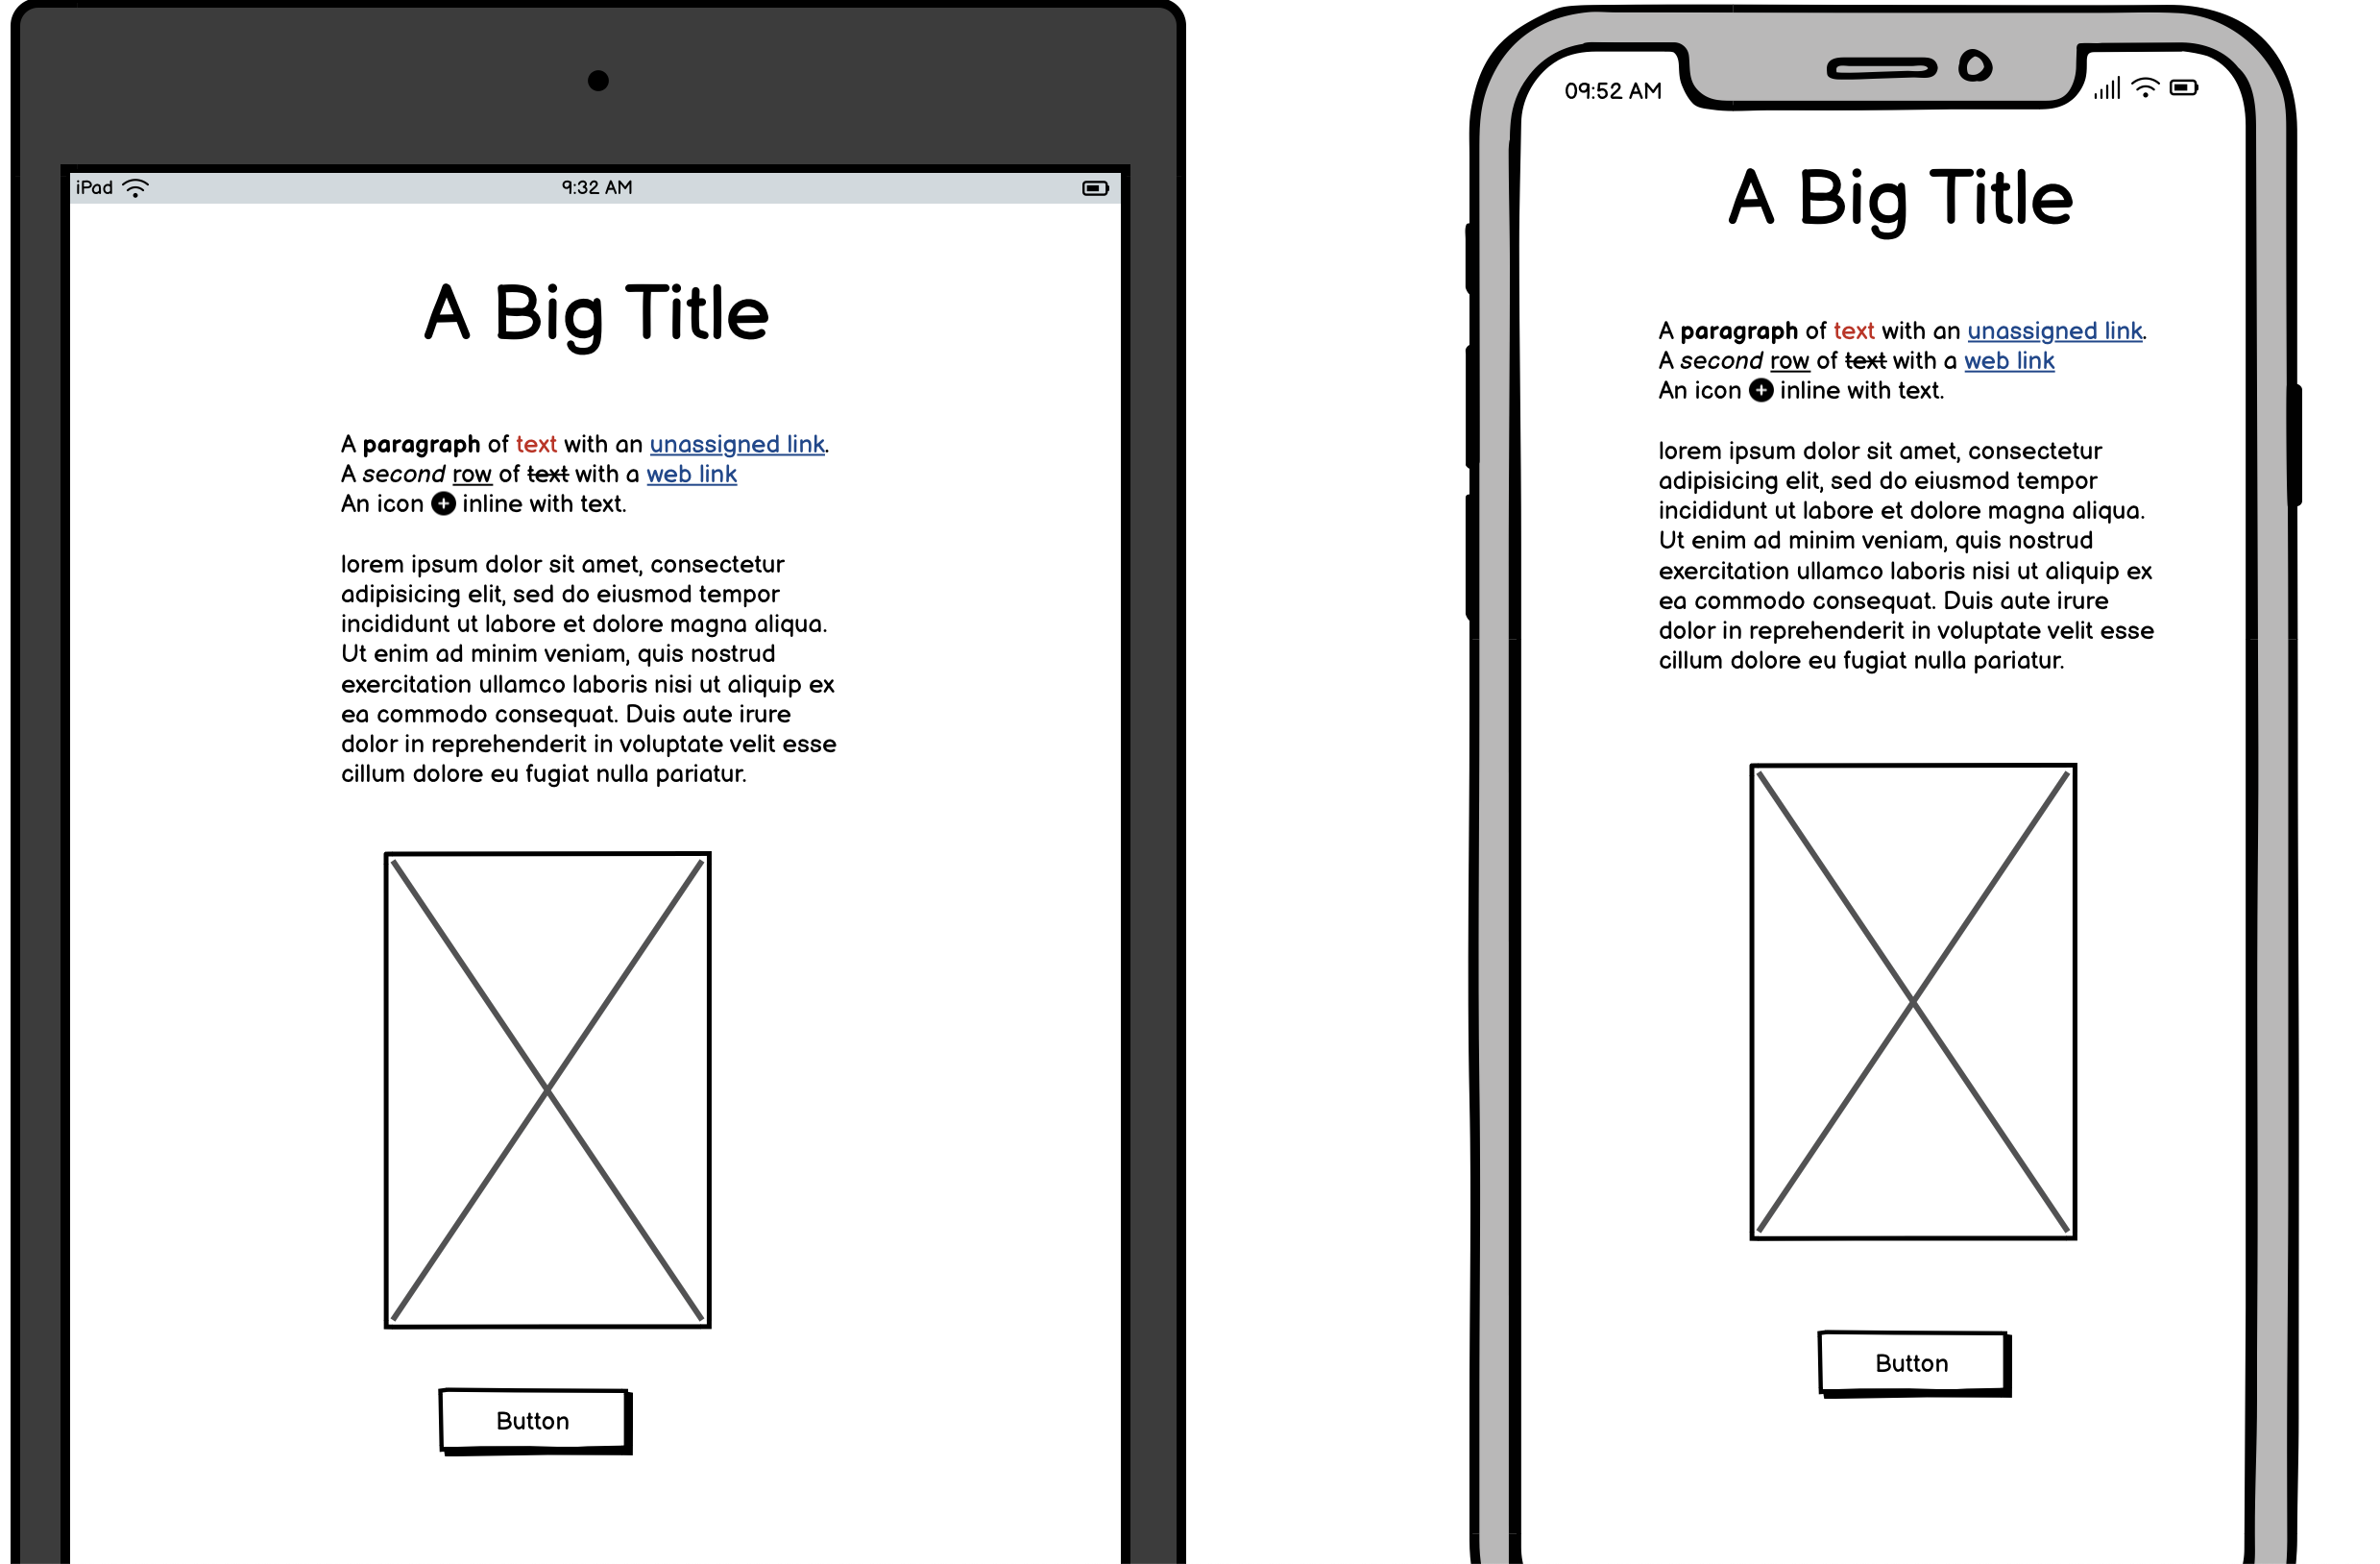 iPad 9:32 AM
A Big Title
A paragraph of text with an unassigned link.
A second row of text with a web link
An icon inline with text.
lorem ipsum dolor sit amet, consectetur
adipisicing elit, sed do eiusmod tempor
incididunt ut labore et dolore magna aliqua.
Ut enim ad minim veniam, quis nostrud
exercitation ullamco laboris nisi ut aliquip ex
ea commodo consequat. Duis aute irure
dolor in reprehenderit in voluptate velit esse
cillum dolore eu fugiat nulla pariatur.
Button
09:52 AM
A Big Title
A paragraph of text with an unassigned link.
A second row of text with a web link
An icon inline with text.
lorem ipsum dolor sit amet, consectetur
adipisicing elit, sed do eiusmod tempor
incididunt ut labore et dolore magna aliqua.
Ut enim ad minim veniam, quis nostrud
exercitation ullamco laboris nisi ut aliquip ex
ea commodo consequat. Duis aute irure
dolor in reprehenderit in voluptate velit esse
cillum dolore eu fugiat nulla pariatur.
Button